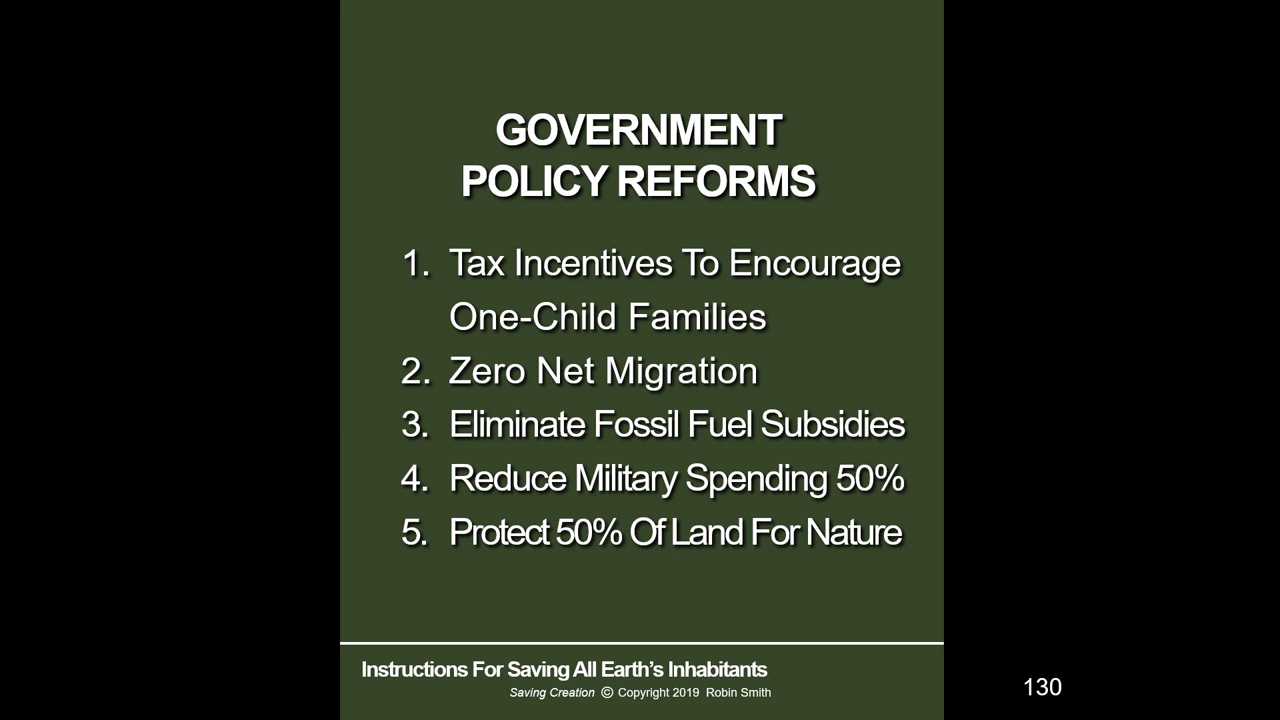 GOVERNMENT
POLICY REFORMS
1. Tax Incentives To Encourage
One-Child Families
2. Zero Net Migration
3. Eliminate Fossil Fuel Subsidies
4. Reduce Military Spending 50%
5. Protect 50% Of Land For Nature
Instructions For Saving All Earth’s Inhabitants
Saving Creation © Copyright 2019 Robin Smith
130